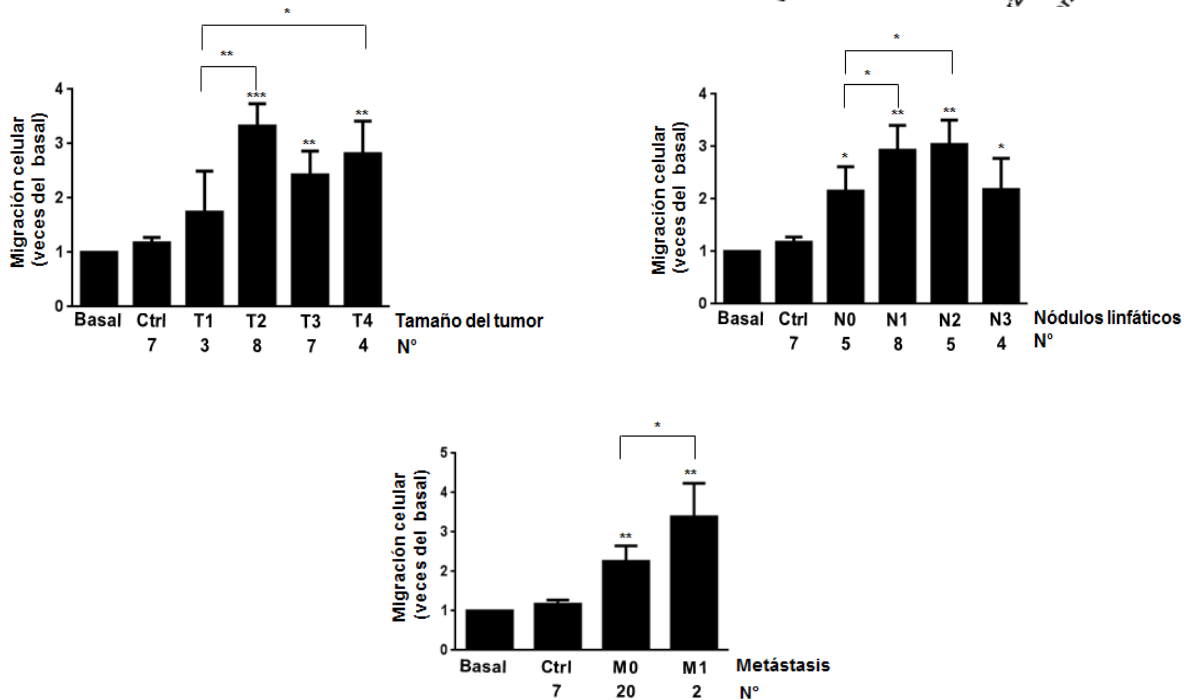 *
**
***
**
**
4
3
2
1
0
Migración celular
(veces del basal)
Basal Ctrl T1 T2 T3 T4 Tamaño del tumor
7 3 8 7 4 N°
*
*
*
**
**
*
4
3
2
1
0
Migración celular
(veces del basal)
Basal Ctrl N0 N1 N2 N3 Nódulos linfáticos
7 5 8 5 4 N°
*
**
**
5
4
3
2
1
0
Migración celular
(veces del basal)
Basal Ctrl M0 M1 Metástasis
7 20 2 N°